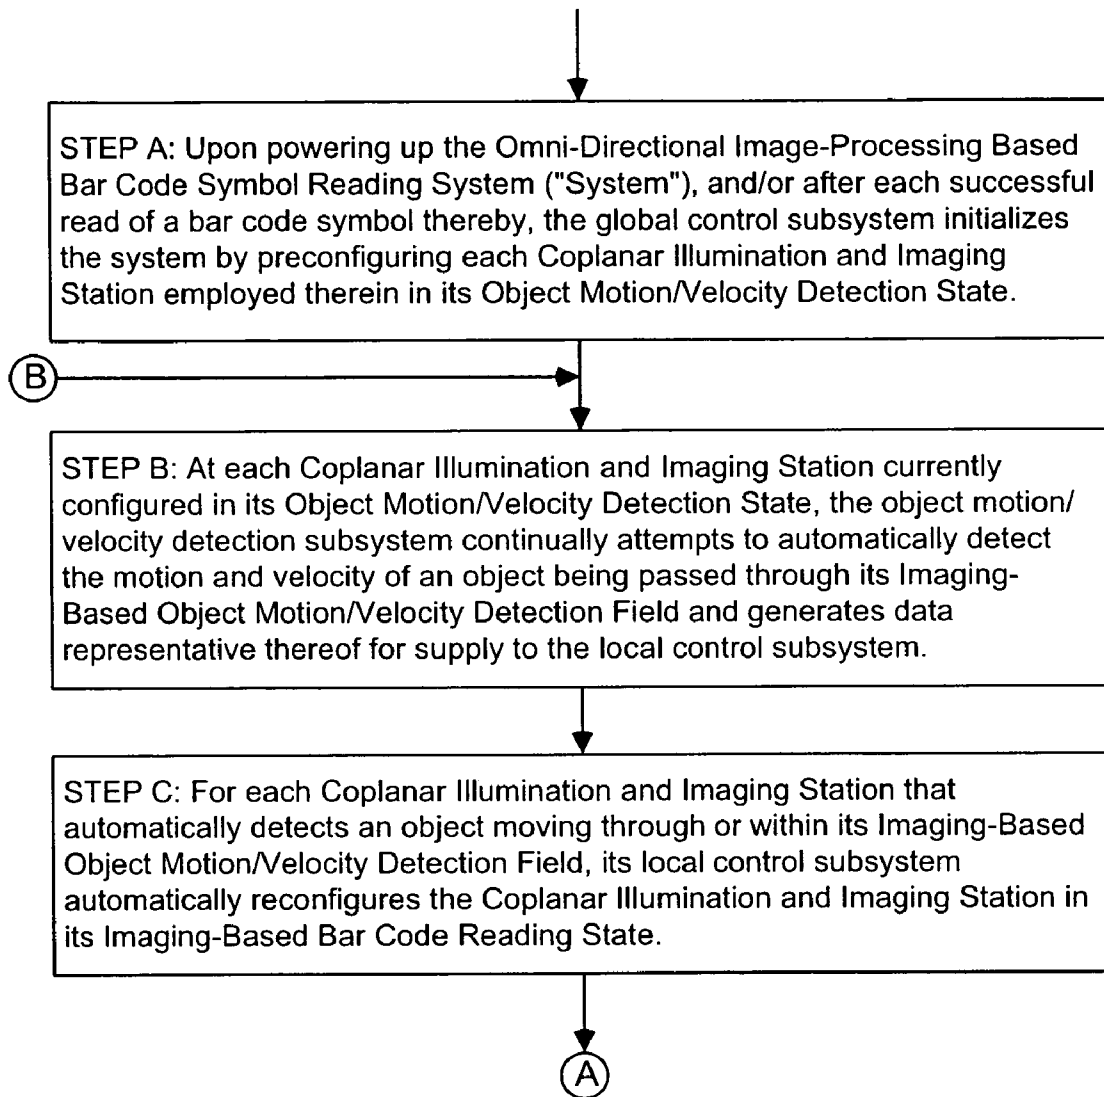 STEP A: Upon powering up the Omni-Directional Image-Processing Based
Bar Code Symbol Reading System ("System"), and/or after each successful
read of a bar code symbol thereby, the global control subsystem initializes
the system by preconfiguring each Coplanar Illumination and Imaging
Station employed therein in its Object Motion/Velocity Detection State.
B
STEP B: At each Coplanar Illumination and Imaging Station currently
configured in its Object Motion/Velocity Detection State, the object motion/
velocity detection subsystem continually attempts to automatically detect
the motion and velocity of an object being passed through its Imaging-
Based Object Motion/Velocity Detection Field and generates data
representative thereof for supply to the local control subsystem.
STEP C: For each Coplanar Illumination and Imaging Station that
automatically detects an object moving through or within its Imaging-Based
Object Motion/Velocity Detection Field, its local control subsystem
automatically reconfigures the Coplanar Illumination and Imaging Station in
its Imaging-Based Bar Code Reading State.
A